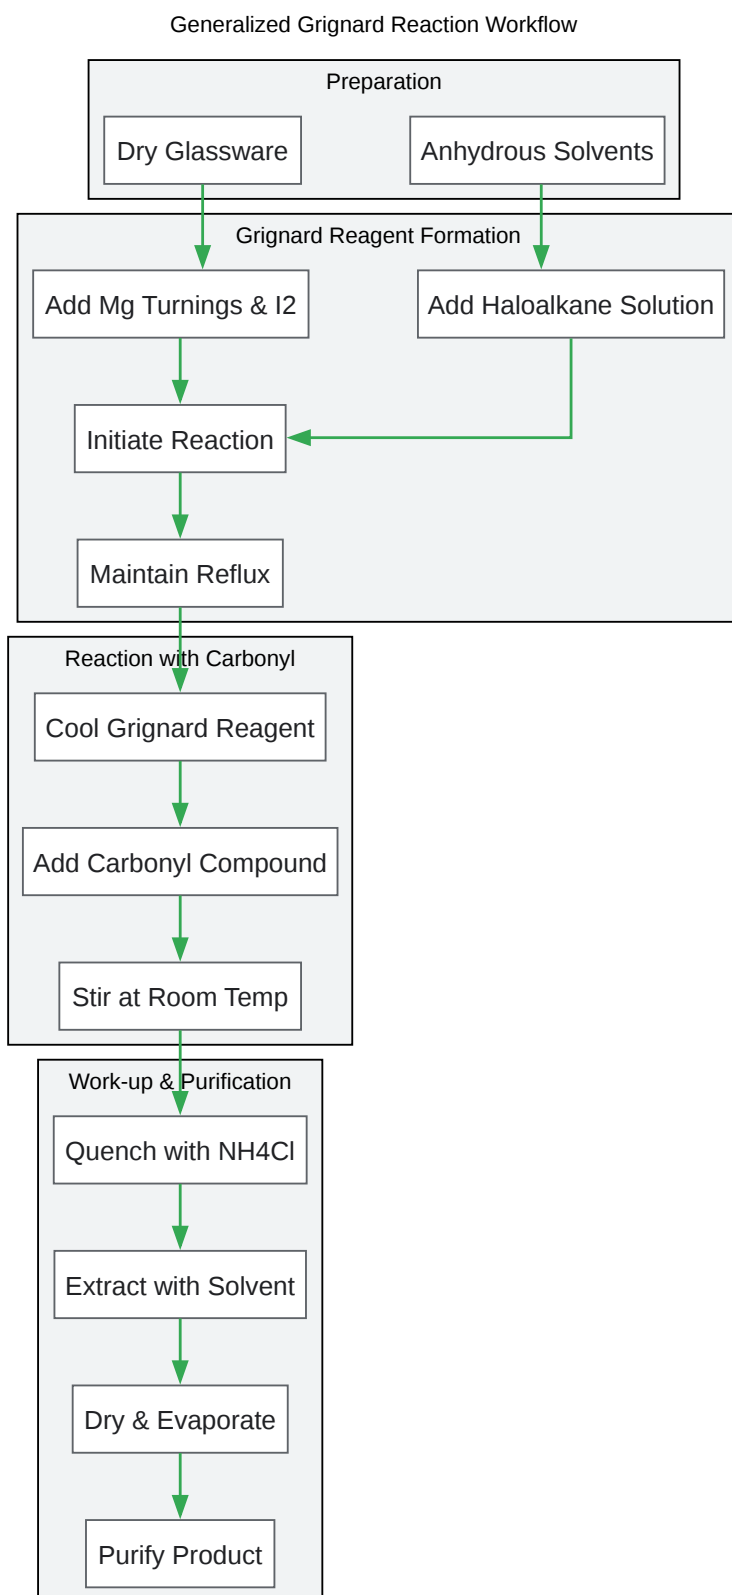 Generalized Grignard Reaction Workflow
Preparation
Dry Glassware
Anhydrous Solvents
Grignard Reagent Formation
Add Mg Turnings & I2
Add Haloalkane Solution
Initiate Reaction
Maintain Reflux
Reaction with Carbonyl
Cool Grignard Reagent
Add Carbonyl Compound
Stir at Room Temp
Work-up & Purification
Quench with NH4Cl
Extract with Solvent
Dry & Evaporate
Purify Product